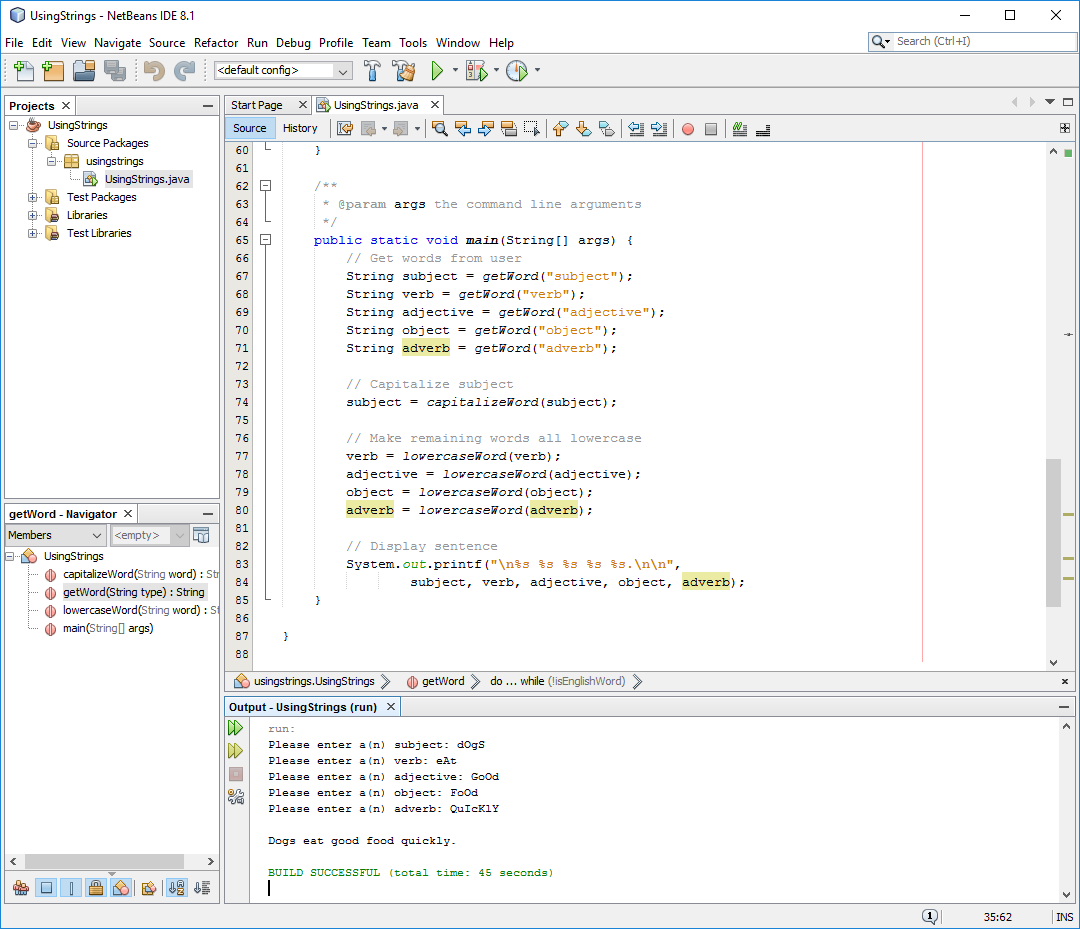 UsingStrings - NetBeans IDE 8.1
File Edit View Navigate Source Refactor Run Debug Profile Team Tools Window Help
Search (Ctrl+I)
<default config>
Projects
UsingStrings
Source Packages
usingstrings
UsingStrings.java
Test Packages
Libraries
Test Libraries
getWord - Navigator
Members <empty>
UsingStrings
capitalizeWord(String word) : Str
getWord(String type) : String
lowercaseWord(String word) : St
main(String[] args)
Start Page UsingStrings.java
Source History
60 }
61
62 /**
63 * @param args the command line arguments
64 */
65 public static void main(String[] args) {
66 // Get words from user
67 String subject = getWord("subject");
68 String verb = getWord("verb");
69 String adjective = getWord("adjective");
70 String object = getWord("object");
71 String adverb = getWord("adverb");
72
73 // Capitalize subject
74 subject = capitalizeWord(subject);
75
76 // Make remaining words all lowercase
77 verb = lowercaseWord(verb);
78 adjective = lowercaseWord(adjective);
79 object = lowercaseWord(object);
80 adverb = lowercaseWord(adverb);
81
82 // Display sentence
83 System.out.printf("\n%s %s %s %s %s.\n\n",
84 subject, verb, adjective, object, adverb);
85 }
86
87 }
88
usingstrings.UsingStrings getWord do ... while (!isEnglishWord)
Output - UsingStrings (run)
run:
Please enter a(n) subject: dOgS
Please enter a(n) verb: eAt
Please enter a(n) adjective: GoOd
Please enter a(n) object: FoOd
Please enter a(n) adverb: QuIcKlY
Dogs eat good food quickly.
BUILD SUCCESSFUL (total time: 45 seconds)
1 35:62 INS